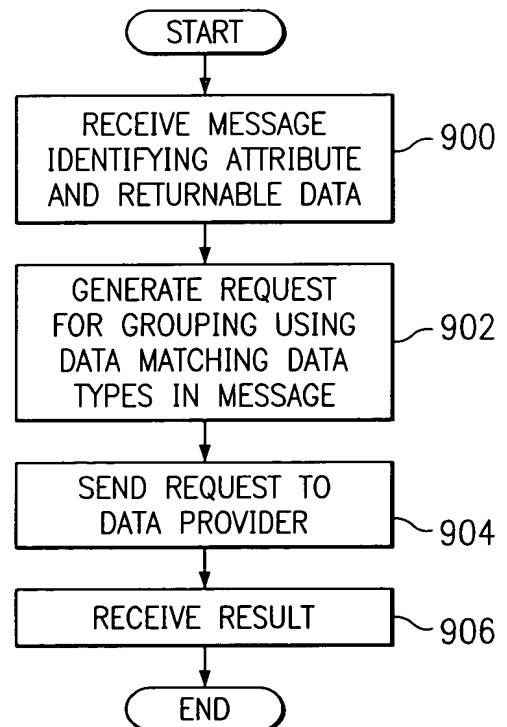 START
RECEIVE MESSAGE
IDENTIFYING ATTRIBUTE
AND RETURNABLE DATA
900
GENERATE REQUEST
FOR GROUPING USING
DATA MATCHING DATA
TYPES IN MESSAGE
902
SEND REQUEST TO
DATA PROVIDER
904
RECEIVE RESULT
906
END